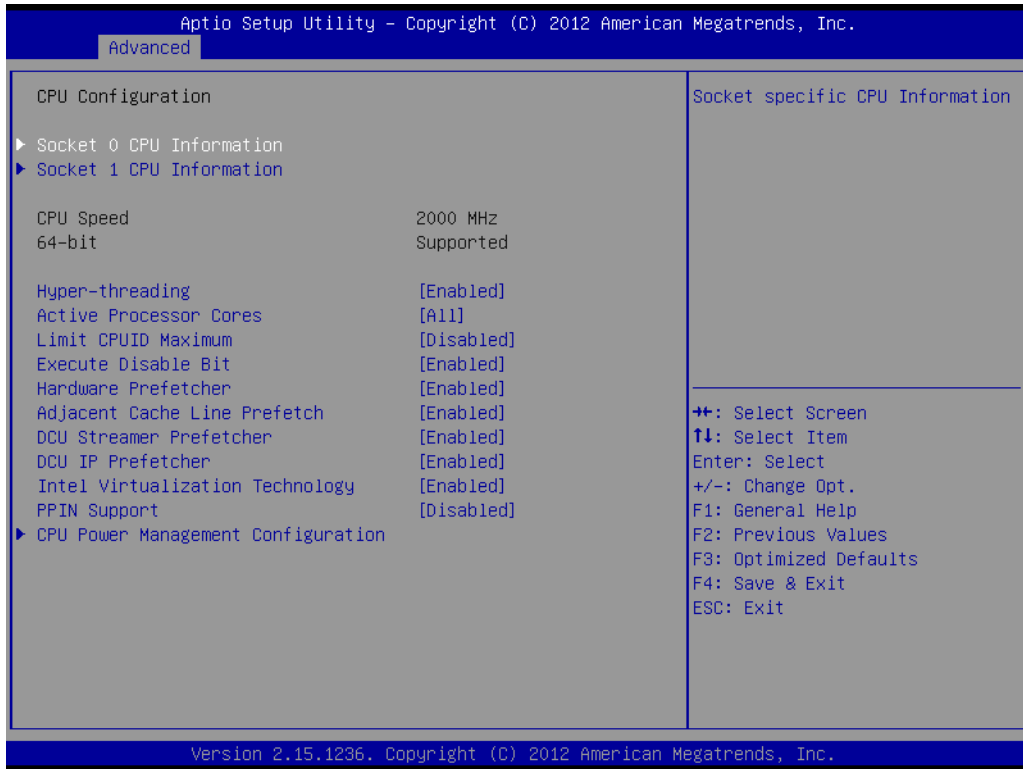 Aptio Setup Utility – Copyright (C) 2012 American Megatrends, Inc.
Advanced
CPU Configuration
Socket 0 CPU Information
Socket 1 CPU Information
CPU Speed 2000 MHz
64-bit Supported
Hyper-threading [Enabled]
Active Processor Cores [All]
Limit CPUID Maximum [Disabled]
Execute Disable Bit [Enabled]
Hardware Prefetcher [Enabled]
Adjacent Cache Line Prefetch [Enabled]
DCU Streamer Prefetcher [Enabled]
DCU IP Prefetcher [Enabled]
Intel Virtualization Technology [Enabled]
PPIN Support [Disabled]
CPU Power Management Configuration
Socket specific CPU Information
→←: Select Screen
↑↓: Select Item
Enter: Select
+/-: Change Opt.
F1: General Help
F2: Previous Values
F3: Optimized Defaults
F4: Save & Exit
ESC: Exit
Version 2.15.1236. Copyright (C) 2012 American Megatrends, Inc.